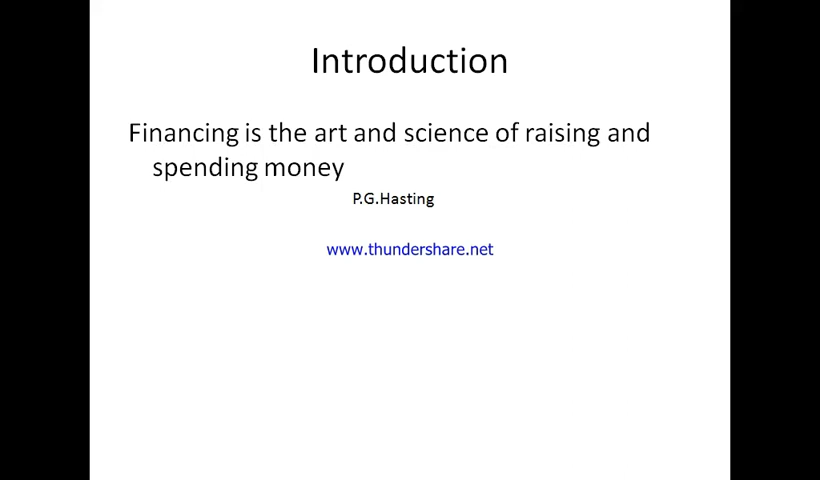 Introduction
Financing is the art and science of raising and
spending money
P.G.Hasting
www.thundershare.net